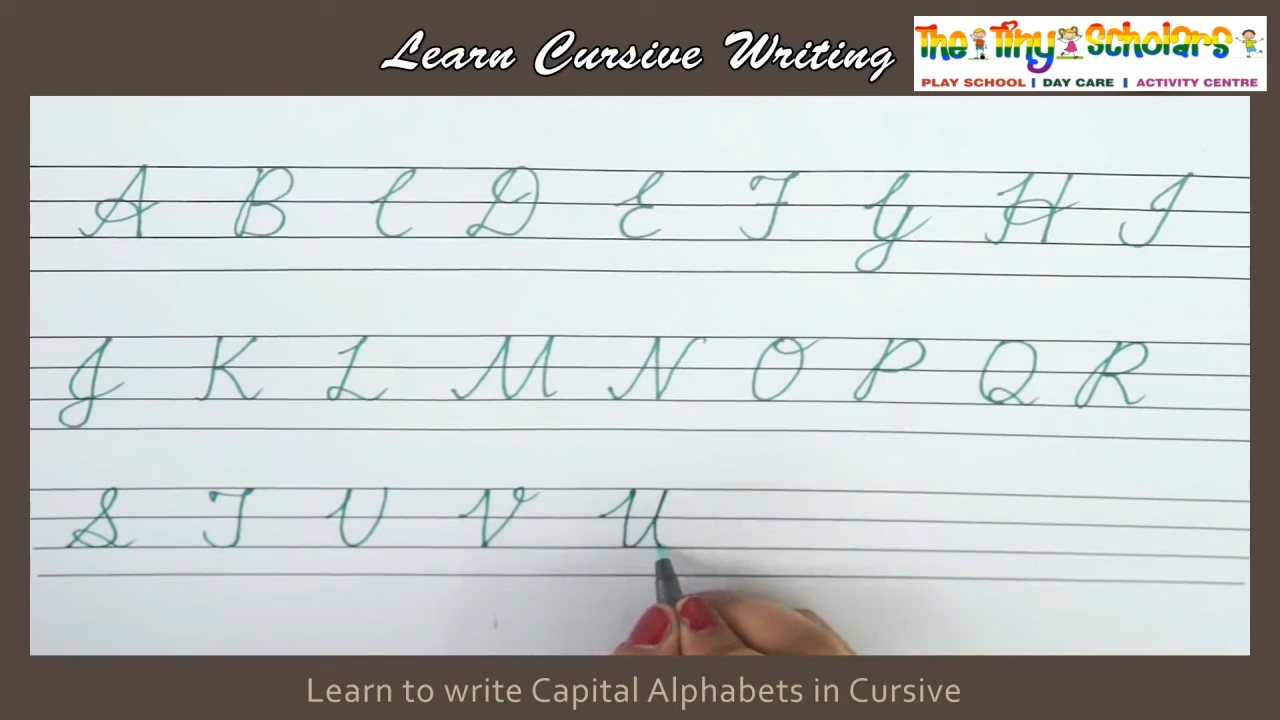 Learn Cursive Writing
The Tiny Scholars
PLAY SCHOOL | DAY CARE | ACTIVITY CENTRE
A B C D E F G H I
J K L M N O P Q R
S T U V
Learn to write Capital Alphabets in Cursive